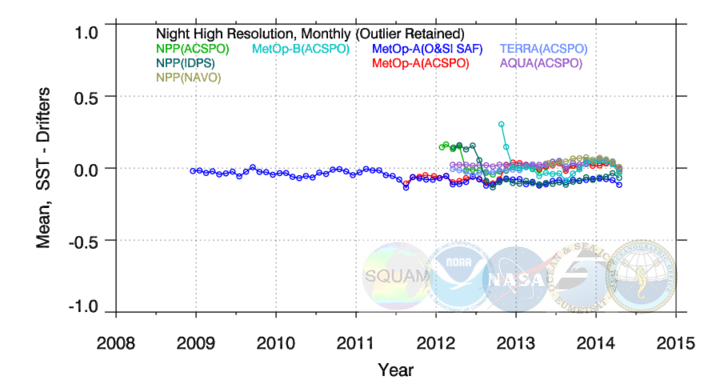 Night High Resolution, Monthly (Outlier Retained)
NPP(ACSPO) MetOp-B(ACSPO) MetOp-A(O&SI SAF) TERRA(ACSPO)
NPP(IDPS) MetOp-A(ACSPO) AQUA(ACSPO)
NPP(NAVO)
1.0
0.5
0.0
-0.5
-1.0
Mean, SST - Drifters
SQUAM
NOAA
NASA
EUMETSAT
2008 2009 2010 2011 2012 2013 2014 2015
Year